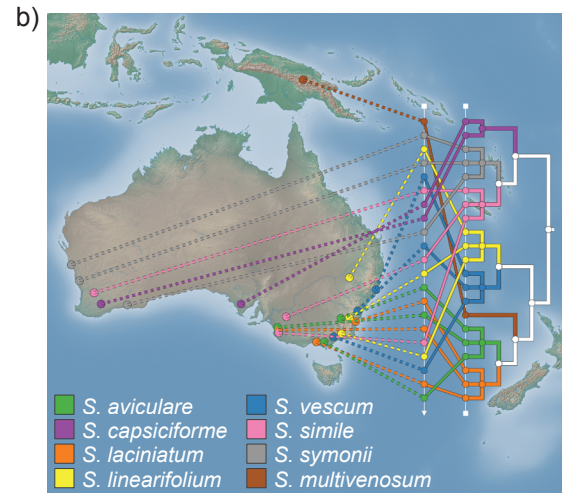 b)
S. aviculare
S. vescum
S. capsiciforme
S. simile
S. laciniatum
S. symonii
S. linearifolium
S. multivenosum